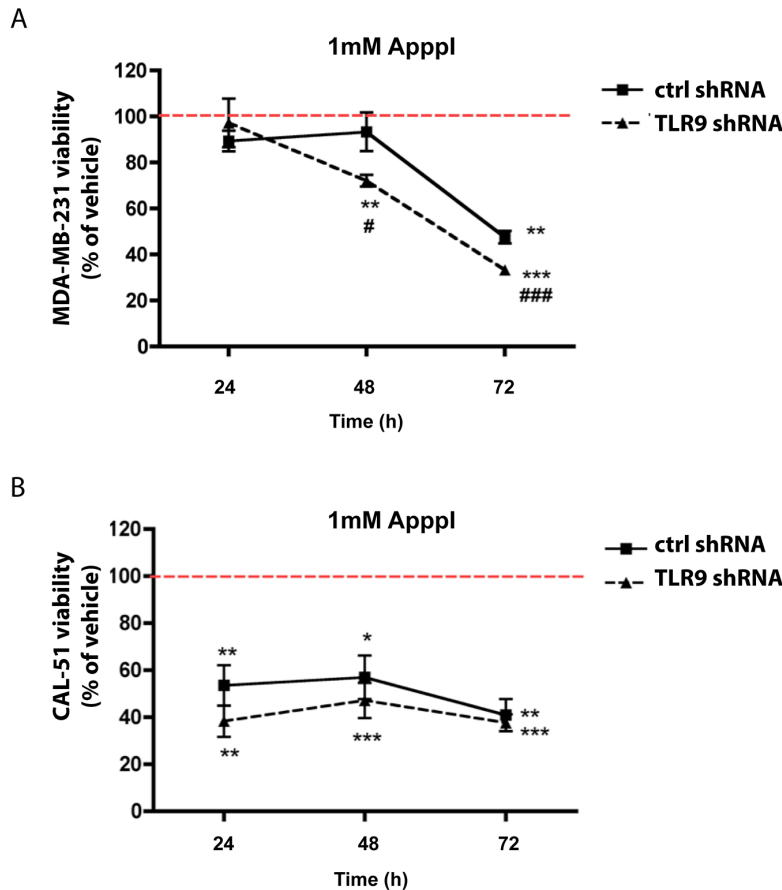 A
1mM ApppI
120
100
80
60
40
20
0
MDA-MB-231 viability
(% of vehicle)
ctrl shRNA
TLR9 shRNA
**
#
**
***
###
24 48 72
Time (h)
B
1mM ApppI
120
100
80
60
40
20
0
CAL-51 viability
(% of vehicle)
ctrl shRNA
TLR9 shRNA
**
*
**
***
**
***
24 48 72
Time (h)